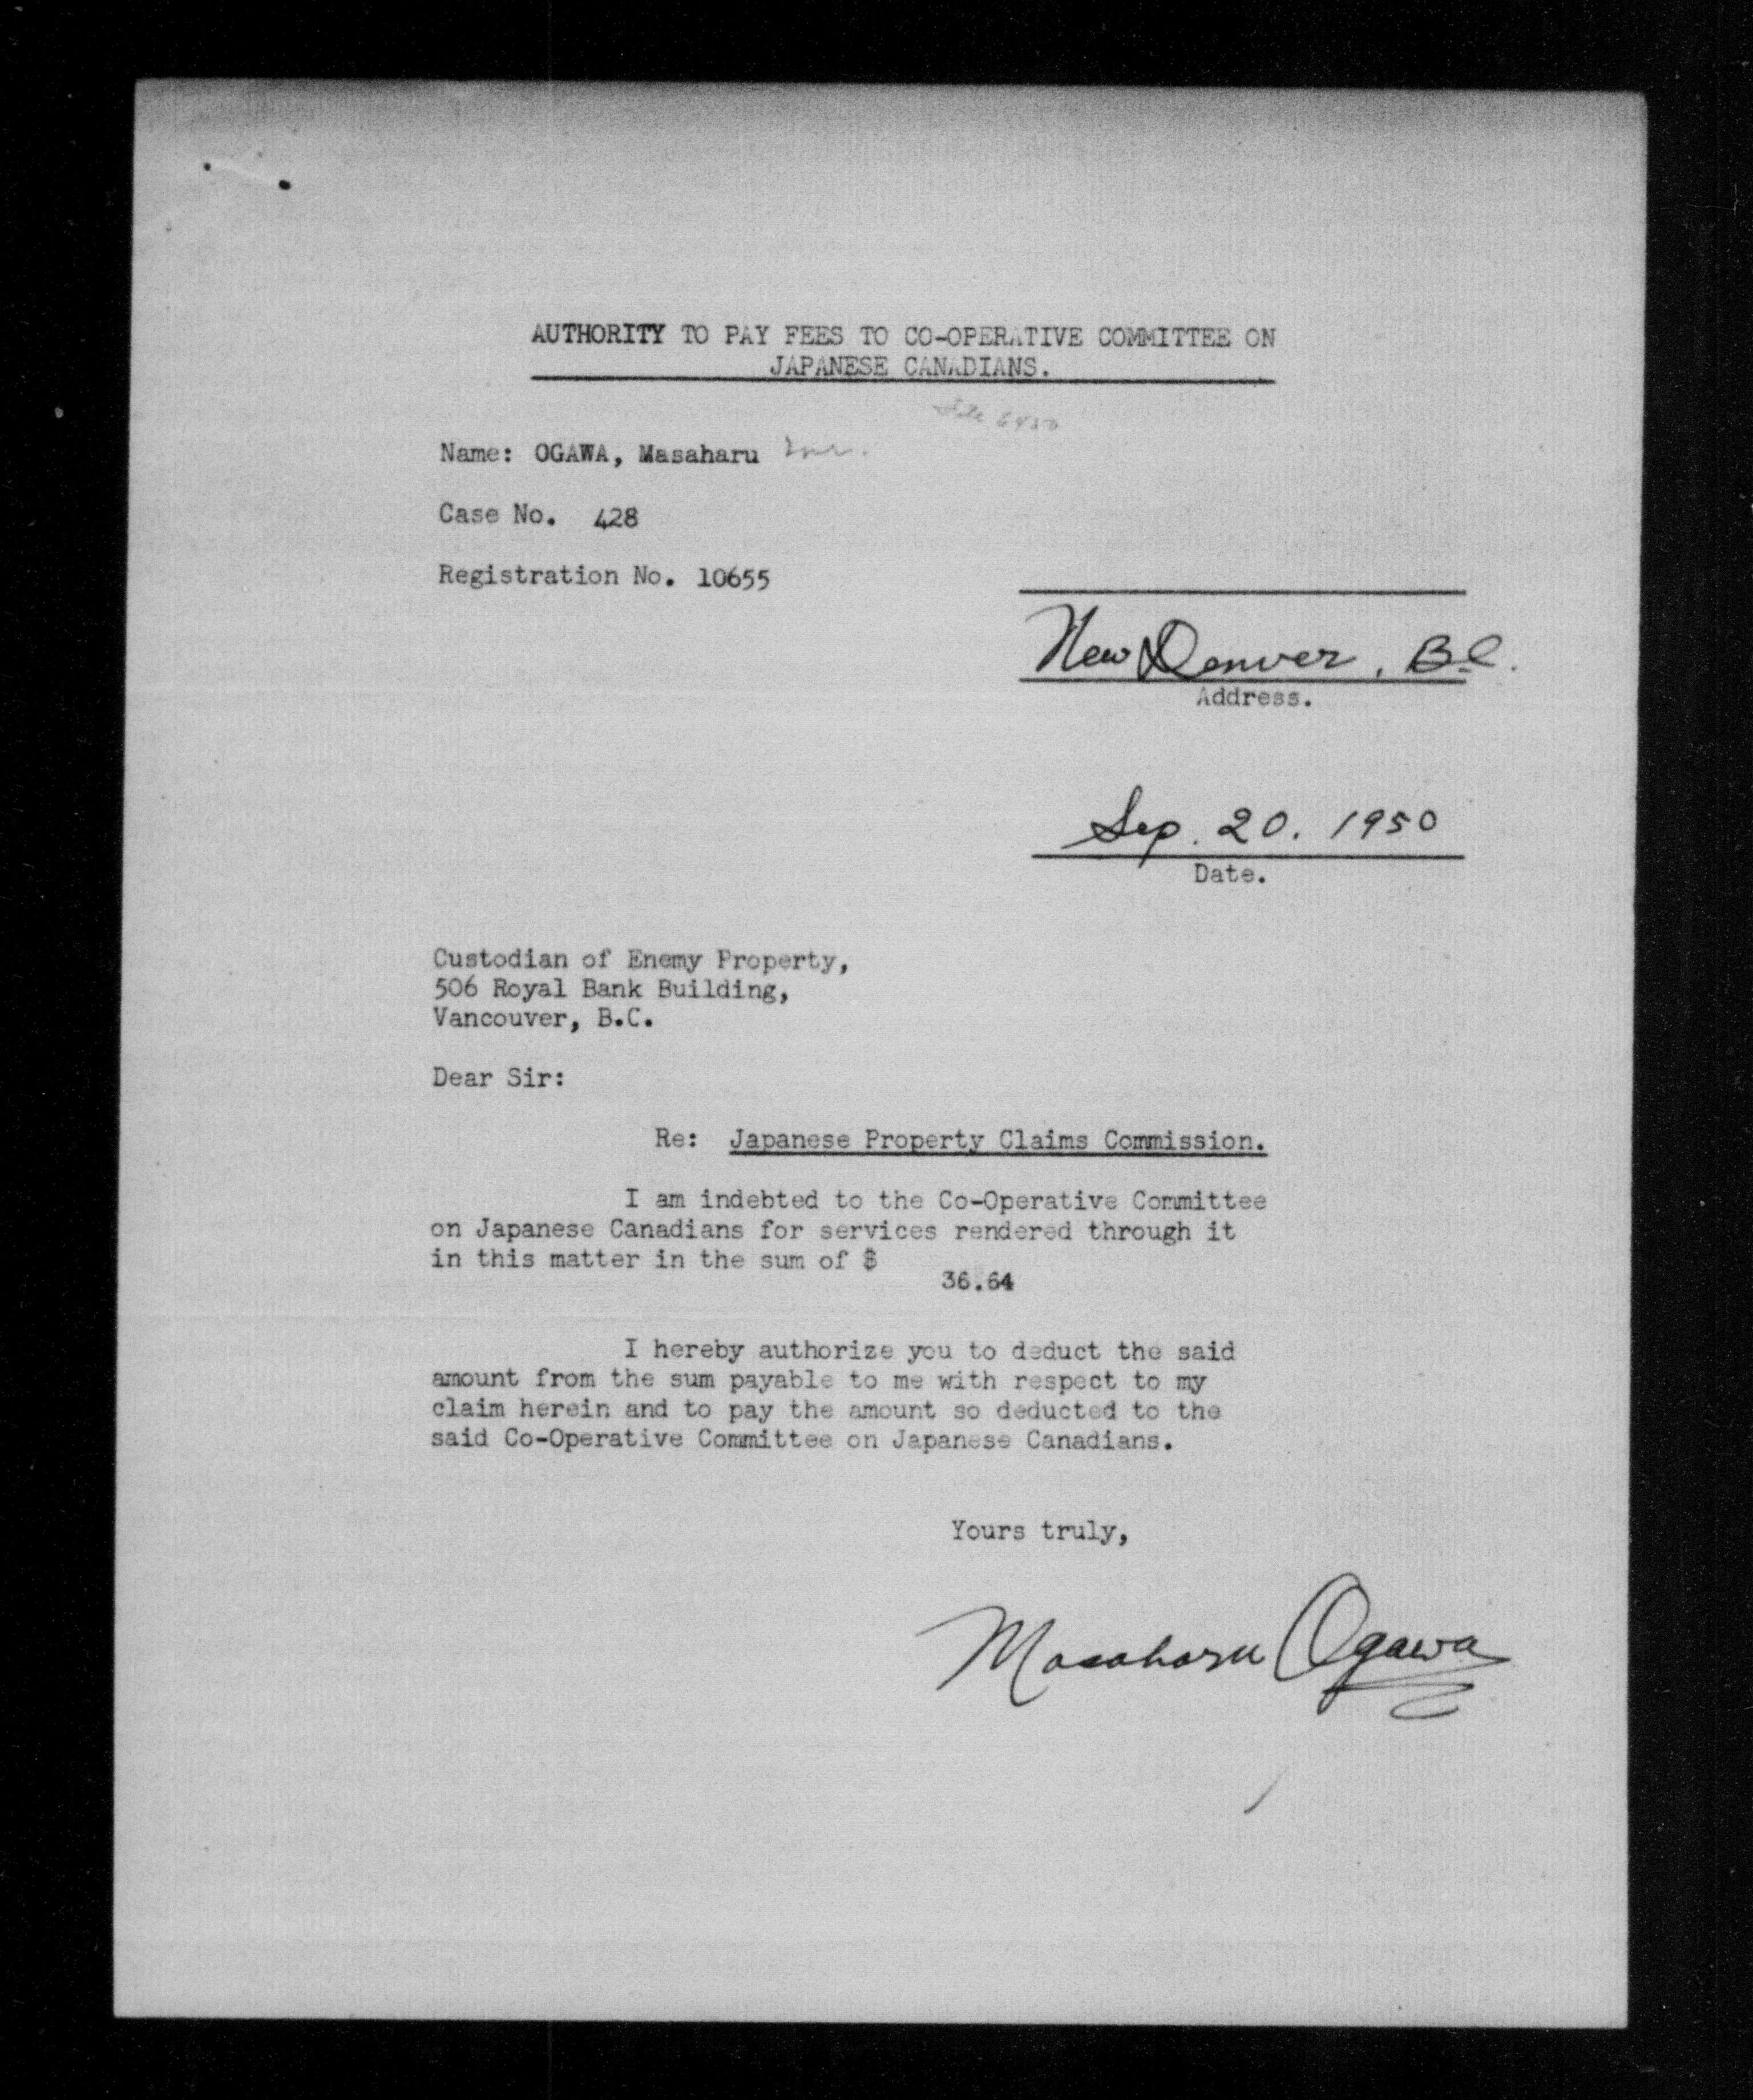 AUTHORITY TO PAY FEES TO CO-OPERATIVE COMMITTEE ON
JAPANESE CANADIANS.
File 6430
Name: OGAWA, Masaharu
Case No. 428
Registration No. 10655
New Denver, B.C.
Address.
Sep. 20. 1950
Date.
Custodian of Enemy Property,
506 Royal Bank Building,
Vancouver, B.C.
Dear Sir:
Re: Japanese Property Claims Commission.
I am indebted to the Co-Operative Committee
on Japanese Canadians for services rendered through it
in this matter in the sum of $
36.64
I hereby authorize you to deduct the said
amount from the sum payable to me with respect to my
claim herein and to pay the amount so deducted to the
said Co-Operative Committee on Japanese Canadians.
Yours truly,
Masaharu Ogawa